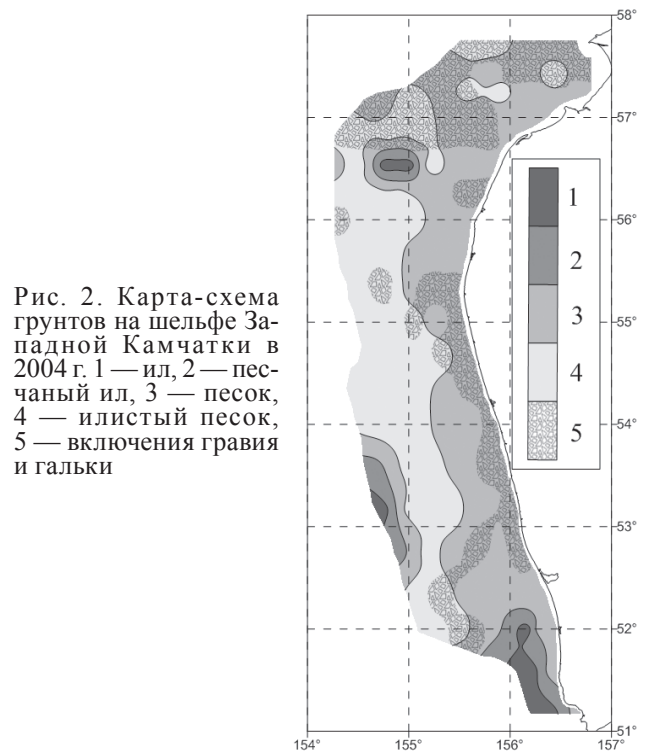 Рис. 2. Карта-схема
грунтов на шельфе За-
падной Камчатки в
2004 г. 1 — ил, 2 — пес-
чаный ил, 3 — песок,
4 — илистый песок,
5 — включения гравия
и гальки
58°
57°
56°
55°
54°
53°
52°
51°
1
2
3
4
5
154°
155°
156°
157°